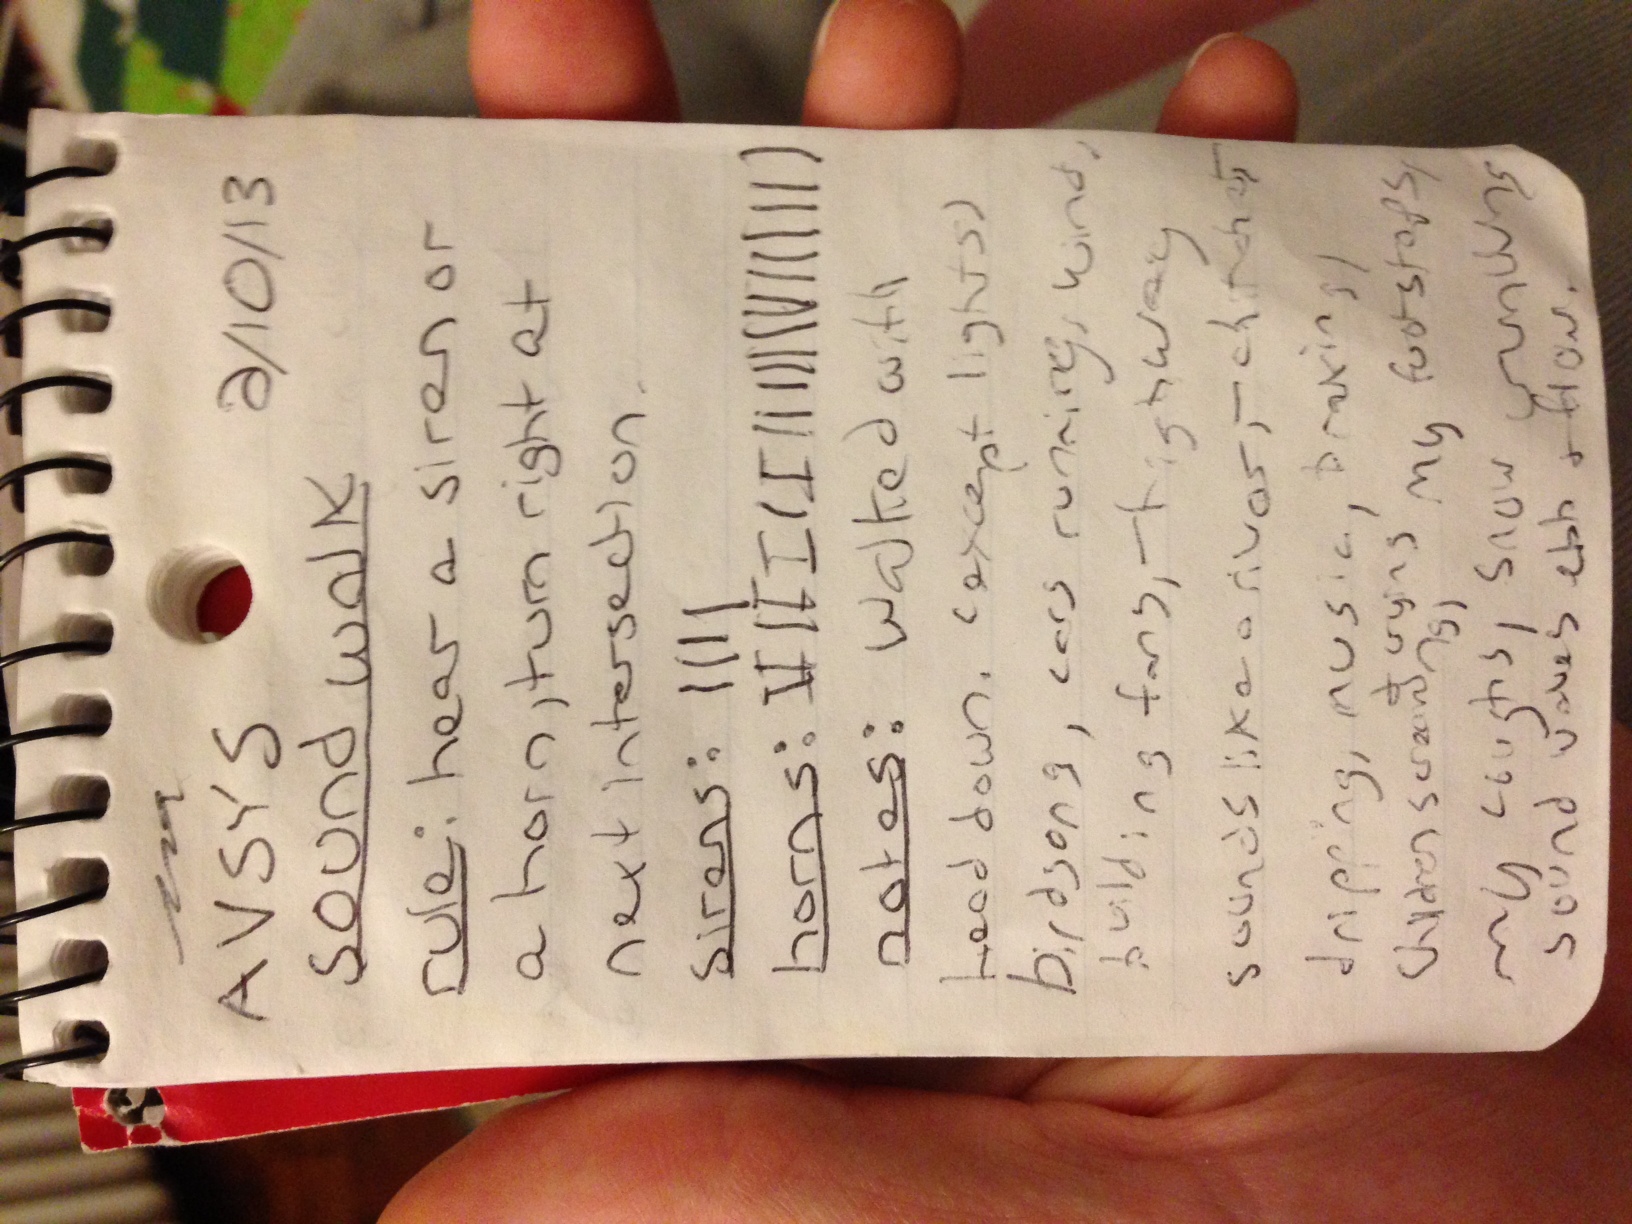 AVSYS 2/10/13
sound walk
rule: hear a siren or
a horn, turn right at
next intersection.
sirens: ||||
horns:
notes: walked with
head down. (except lights)
birdsong, cars running, wind,
building fans, - highway
sounds like a river, - chitchat,
dripping, music, braking,
children screaming, + crying my footsteps,
my coughs, snow crunching
sound waves ebb + flow.